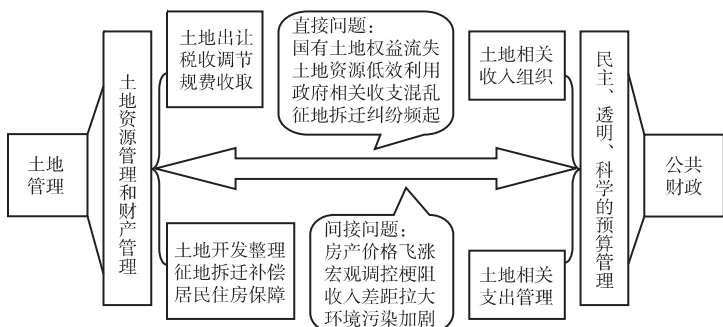 土地
管理
土地资源管理和财产管理
土地出让
税收调节
规费收取
土地开发整理
征地拆迁补偿
居民住房保障
直接问题：
国有土地权益流失
土地资源低效利用
政府相关收支混乱
征地拆迁纠纷频起
间接问题：
房产价格飞涨
宏观调控梗阻
收入差距拉大
环境污染加剧
土地相关
收入组织
土地相关
支出管理
民主、透明、科学的预算管理
公共
财政